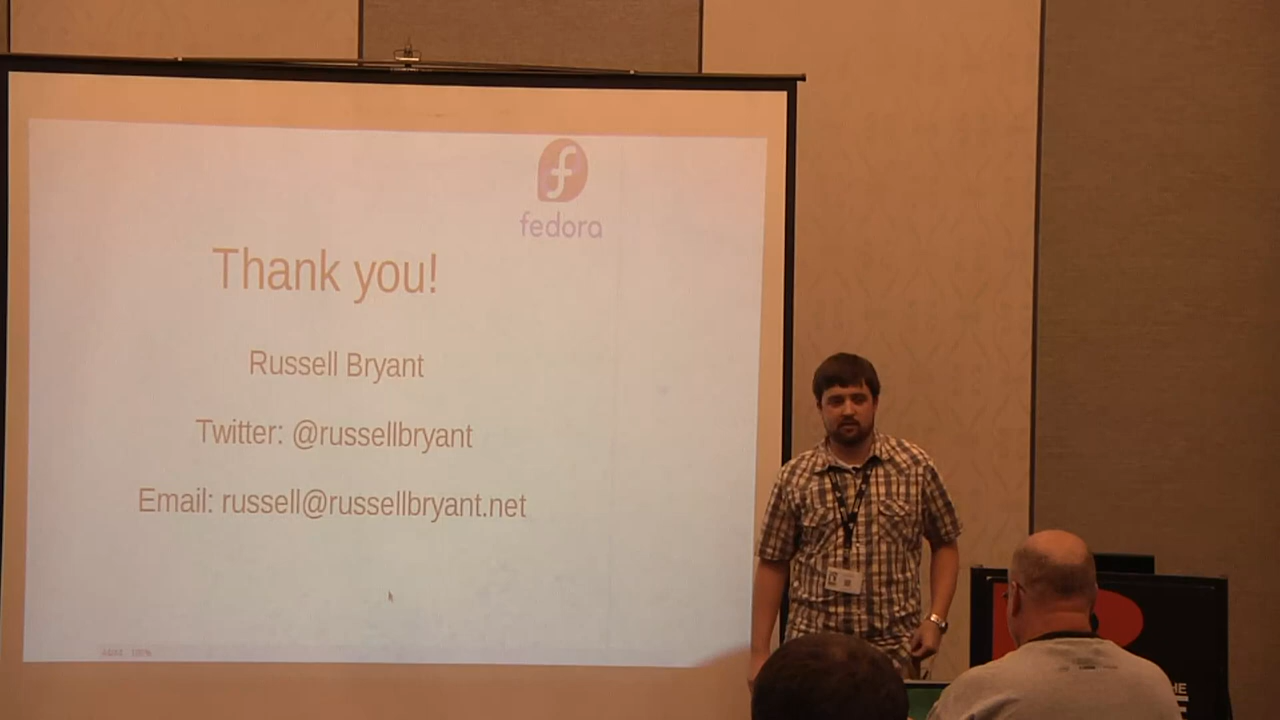 fedora
Thank you!
Russell Bryant
Twitter: @russellbryant
Email: russell@russellbryant.net